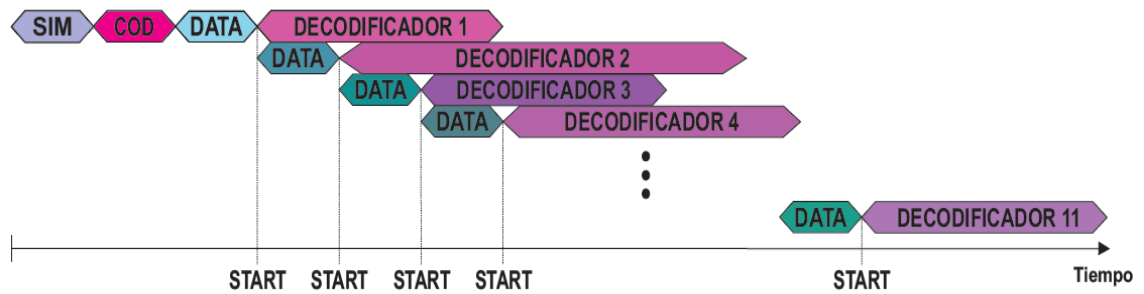 SIM COD DATA DECODIFICADOR 1
DATA DECODIFICADOR 2
DATA DECODIFICADOR 3
DATA DECODIFICADOR 4
DATA DECODIFICADOR 11
START START START START START Tiempo